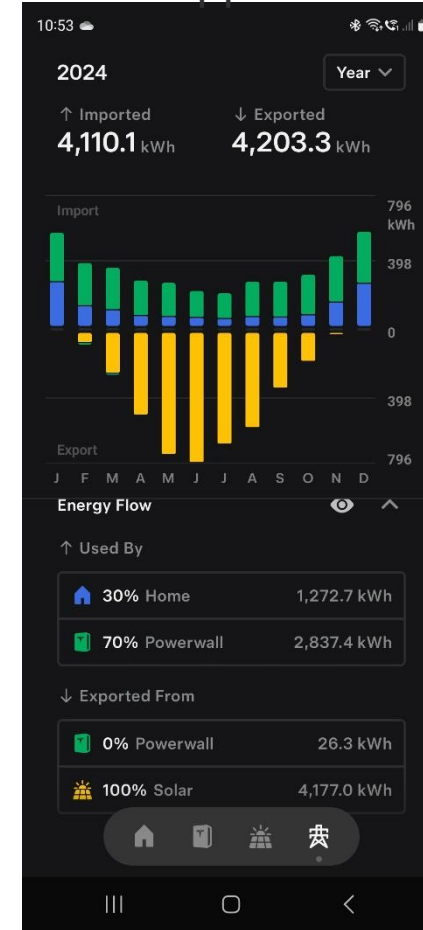 10:53
2024
Year
↑ Imported
↓ Exported
4,110.1 kWh
4,203.3 kWh
Import
796
kWh
398
0
398
Export
796
J F M A M J J A S O N D
Energy Flow
↑ Used By
30% Home 1,272.7 kWh
70% Powerwall 2,837.4 kWh
↓ Exported From
0% Powerwall 26.3 kWh
100% Solar 4,177.0 kWh